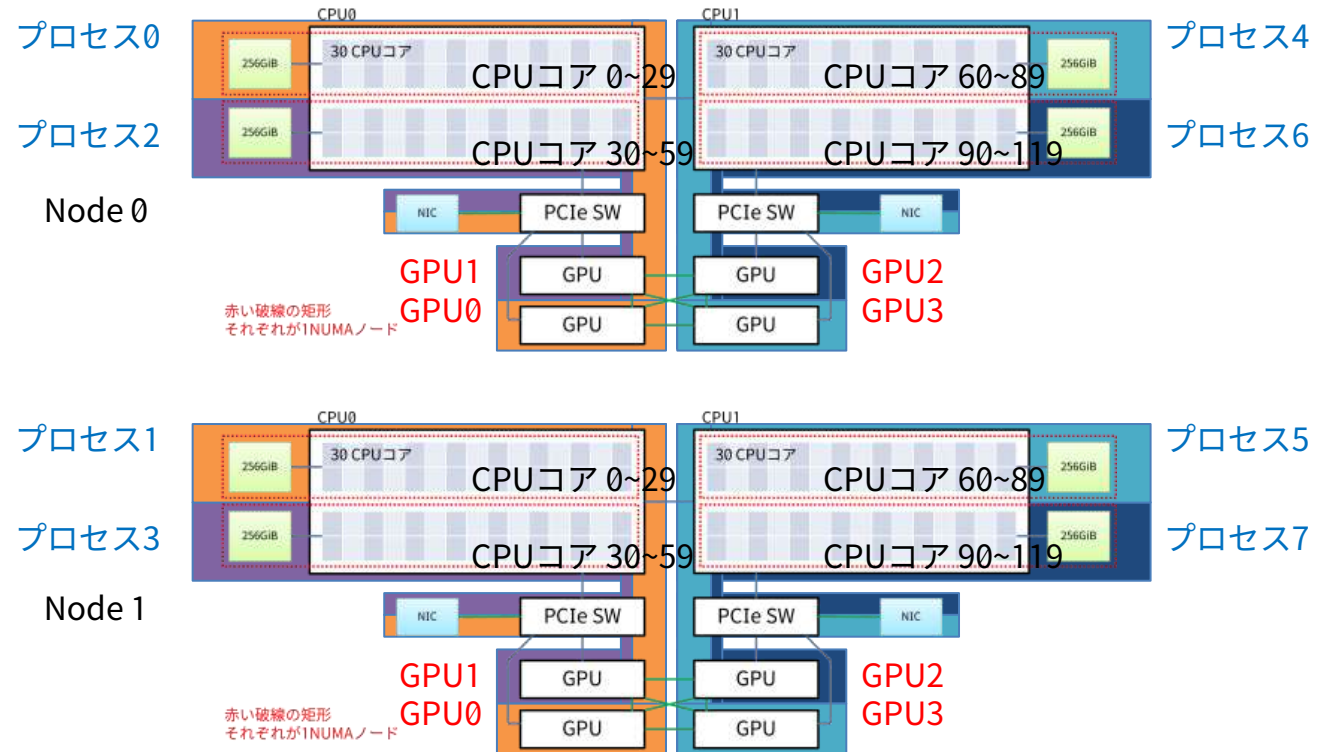 CPU0
CPU1
プロセス0
256GiB
30 CPUコア
CPUコア 0~29
30 CPUコア
CPUコア 60~89
256GiB
プロセス4
プロセス2
256GiB
CPUコア 30~59
CPUコア 90~119
256GiB
プロセス6
Node 0
NIC
PCIe SW
PCIe SW
NIC
GPU1
GPU
GPU
GPU2
赤い破線の矩形
それぞれが1NUMAノード
GPU0
GPU
GPU
GPU3
CPU0
CPU1
プロセス1
256GiB
30 CPUコア
CPUコア 0~29
30 CPUコア
CPUコア 60~89
256GiB
プロセス5
プロセス3
256GiB
CPUコア 30~59
CPUコア 90~119
256GiB
プロセス7
Node 1
NIC
PCIe SW
PCIe SW
NIC
GPU1
GPU
GPU
GPU2
赤い破線の矩形
それぞれが1NUMAノード
GPU0
GPU
GPU
GPU3